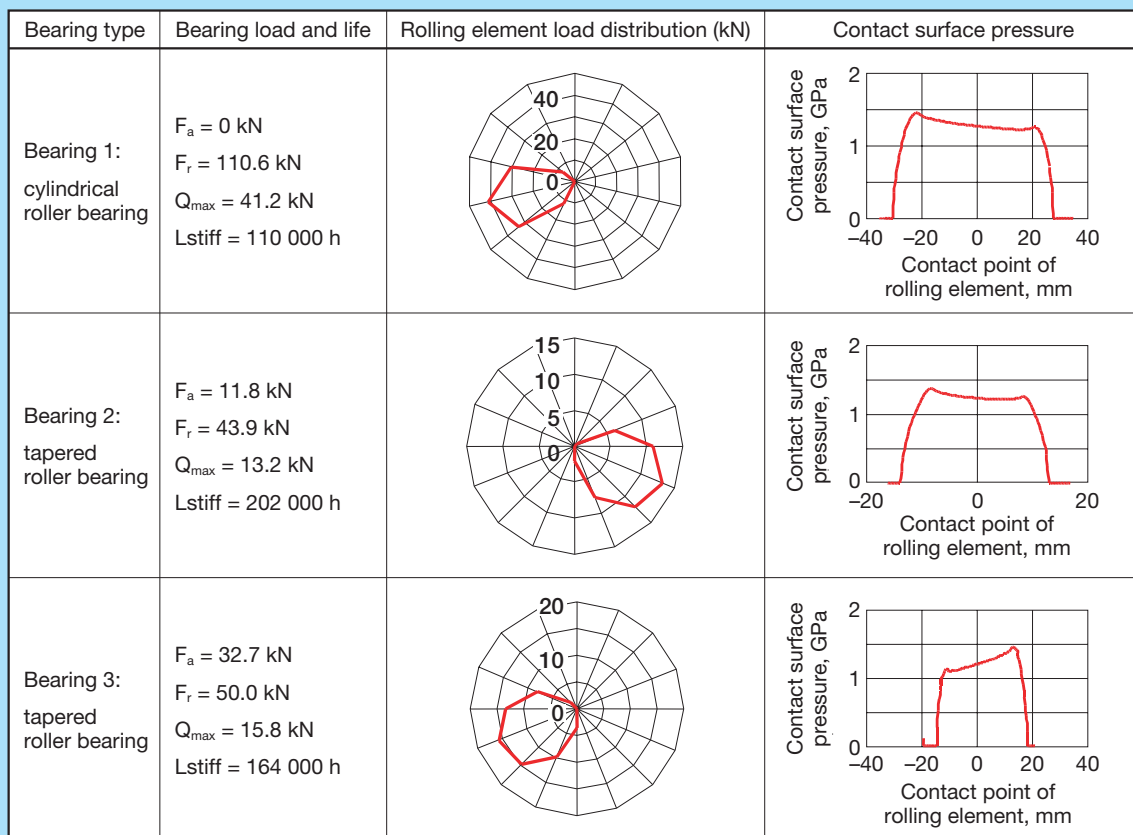 Bearing type
Bearing load and life
Rolling element load distribution (kN)
Contact surface pressure
Bearing 1:
cylindrical
roller bearing
Fₐ = 0 kN
Fᵣ = 110.6 kN
Qₘₐₓ = 41.2 kN
Lstiff = 110 000 h
40
20
0
Contact surface
pressure, GPa
2
1
0
−40 −20 0 20 40
Contact point of
rolling element, mm
Bearing 2:
tapered
roller bearing
Fₐ = 11.8 kN
Fᵣ = 43.9 kN
Qₘₐₓ = 13.2 kN
Lstiff = 202 000 h
15
10
5
0
Contact surface
pressure, GPa
2
1
0
−20 0 20
Contact point of
rolling element, mm
Bearing 3:
tapered
roller bearing
Fₐ = 32.7 kN
Fᵣ = 50.0 kN
Qₘₐₓ = 15.8 kN
Lstiff = 164 000 h
20
10
0
Contact surface
pressure, GPa
2
1
0
−40 −20 0 20 40
Contact point of
rolling element, mm